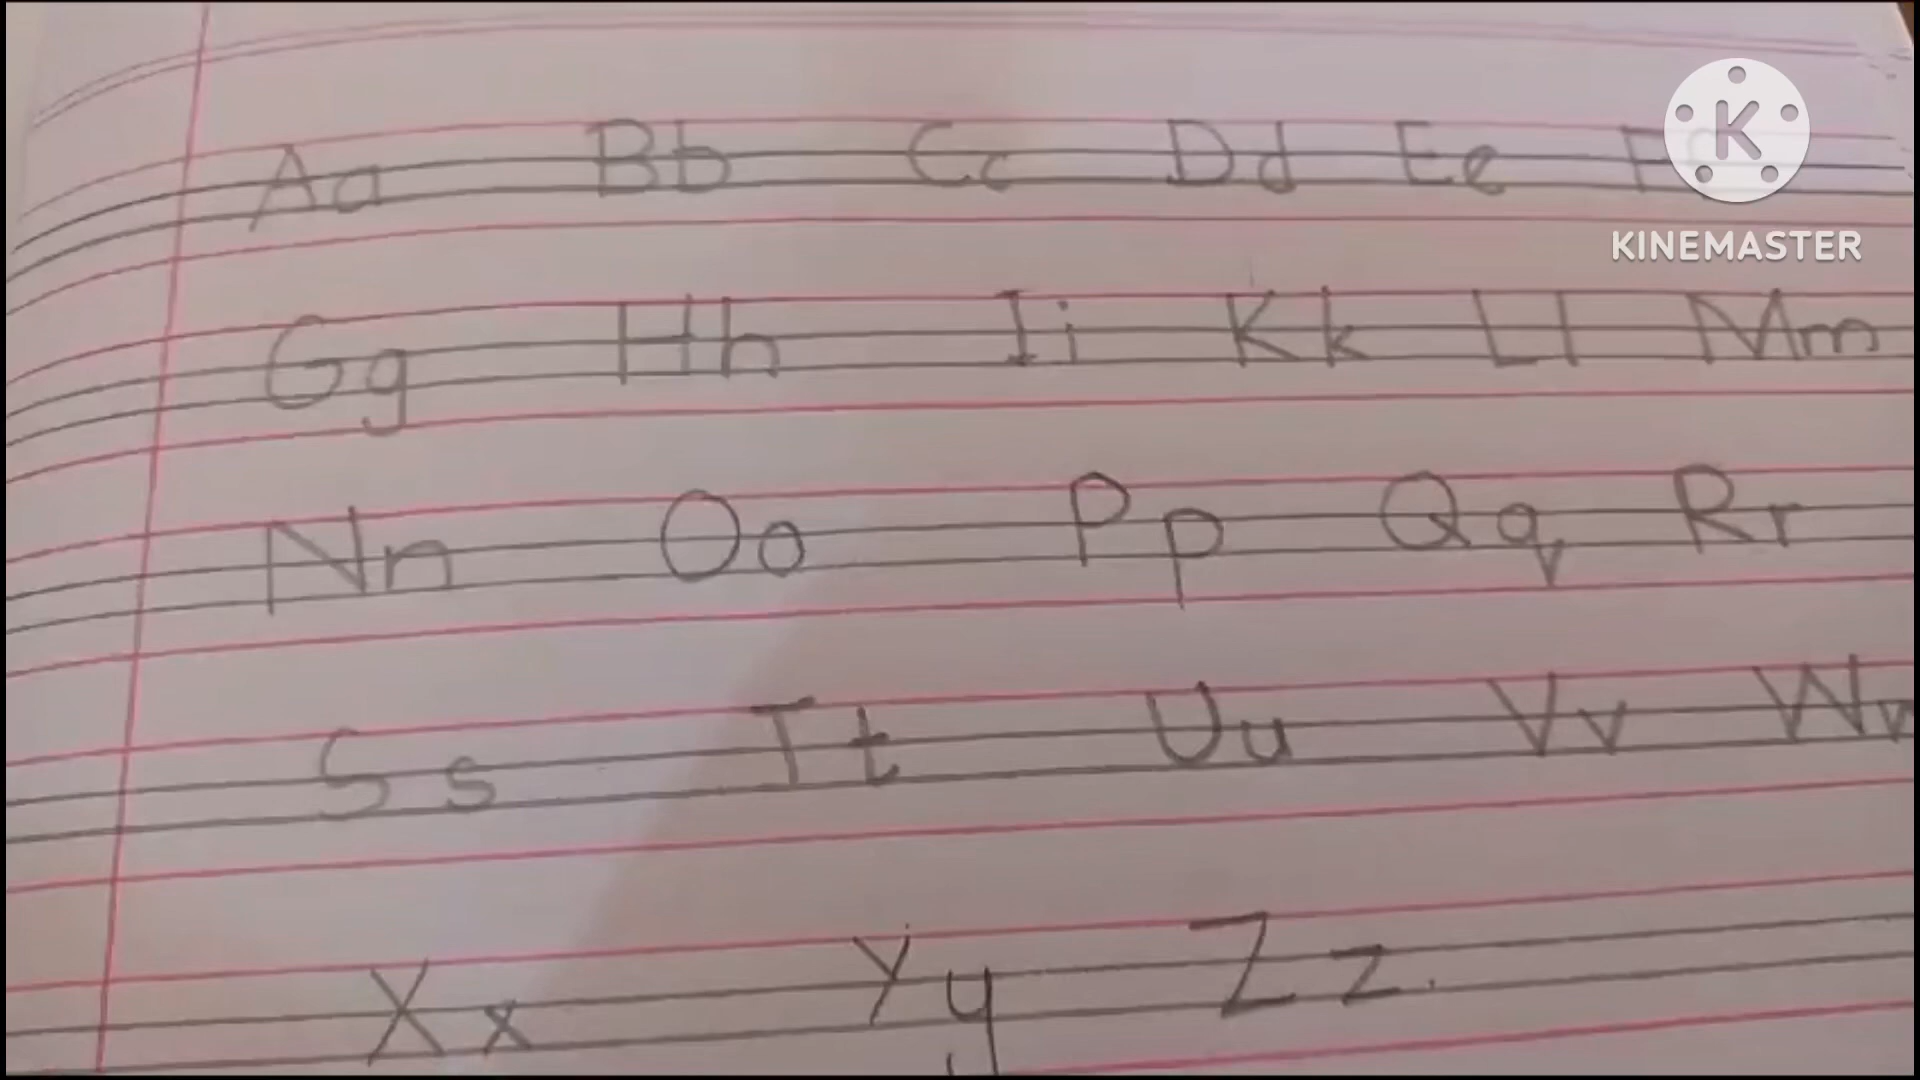 Aa Bb Cc Dd Ee F
KINEMASTER
Gg Hh Ii Kk Ll Mm
Nn Oo Pp Qq Rr
Ss Tt Uu Vv Ww
Xx Yy Zz.